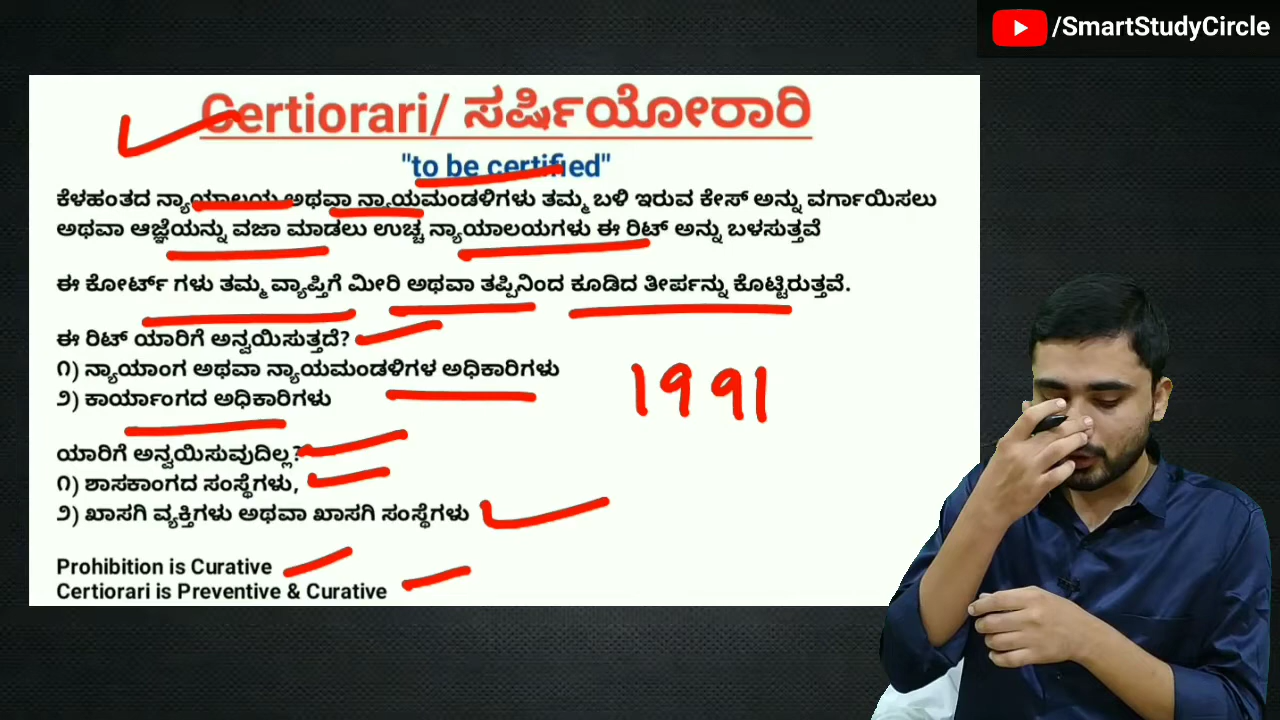 /SmartStudyCircle
Certiorari/ ಸರ್ಷಿಯೋರಾರಿ
"to be certified"
ಕೆಳಹಂತದ ನ್ಯಾಯಾಲಯ ಅಥವಾ ನ್ಯಾಯಮಂಡಳಿಗಳು ತಮ್ಮ ಬಳಿ ಇರುವ ಕೇಸ್ ಅನ್ನು ವರ್ಗಾಯಿಸಲು
ಅಥವಾ ಆಜ್ಞೆಯನ್ನು ವಜಾ ಮಾಡಲು ಉಚ್ಚ ನ್ಯಾಯಾಲಯಗಳು ಈ ರಿಟ್ ಅನ್ನು ಬಳಸುತ್ತವೆ
ಈ ಕೋರ್ಟ್ ಗಳು ತಮ್ಮ ವ್ಯಾಪ್ತಿಗೆ ಮೀರಿ ಅಥವಾ ತಪ್ಪಿನಿಂದ ಕೂಡಿದ ತೀರ್ಪನ್ನು ಕೊಟ್ಟಿರುತ್ತವೆ.
ಈ ರಿಟ್ ಯಾರಿಗೆ ಅನ್ವಯಿಸುತ್ತದೆ?
೧) ನ್ಯಾಯಾಂಗ ಅಥವಾ ನ್ಯಾಯಮಂಡಳಿಗಳ ಅಧಿಕಾರಿಗಳು
೨) ಕಾರ್ಯಾಂಗದ ಅಧಿಕಾರಿಗಳು
1991
ಯಾರಿಗೆ ಅನ್ವಯಿಸುವುದಿಲ್ಲ?
೧) ಶಾಸಕಾಂಗದ ಸಂಸ್ಥೆಗಳು,
೨) ಖಾಸಗಿ ವ್ಯಕ್ತಿಗಳು ಅಥವಾ ಖಾಸಗಿ ಸಂಸ್ಥೆಗಳು
Prohibition is Curative
Certiorari is Preventive & Curative